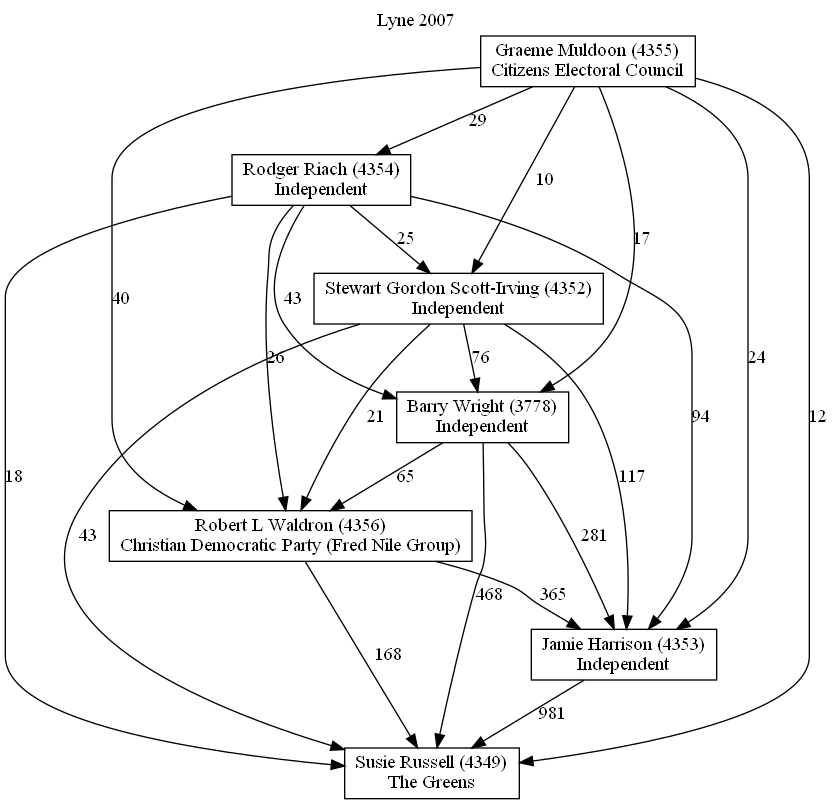 Lyne 2007
Graeme Muldoon (4355)
Citizens Electoral Council
29
Rodger Riach (4354)
Independent
10
25
17
Stewart Gordon Scott-Irving (4352)
Independent
40
43
26
76
24
Barry Wright (3778)
Independent
21
94
12
65
117
18
Robert L Waldron (4356)
Christian Democratic Party (Fred Nile Group)
43
281
468
365
Jamie Harrison (4353)
Independent
168
981
Susie Russell (4349)
The Greens